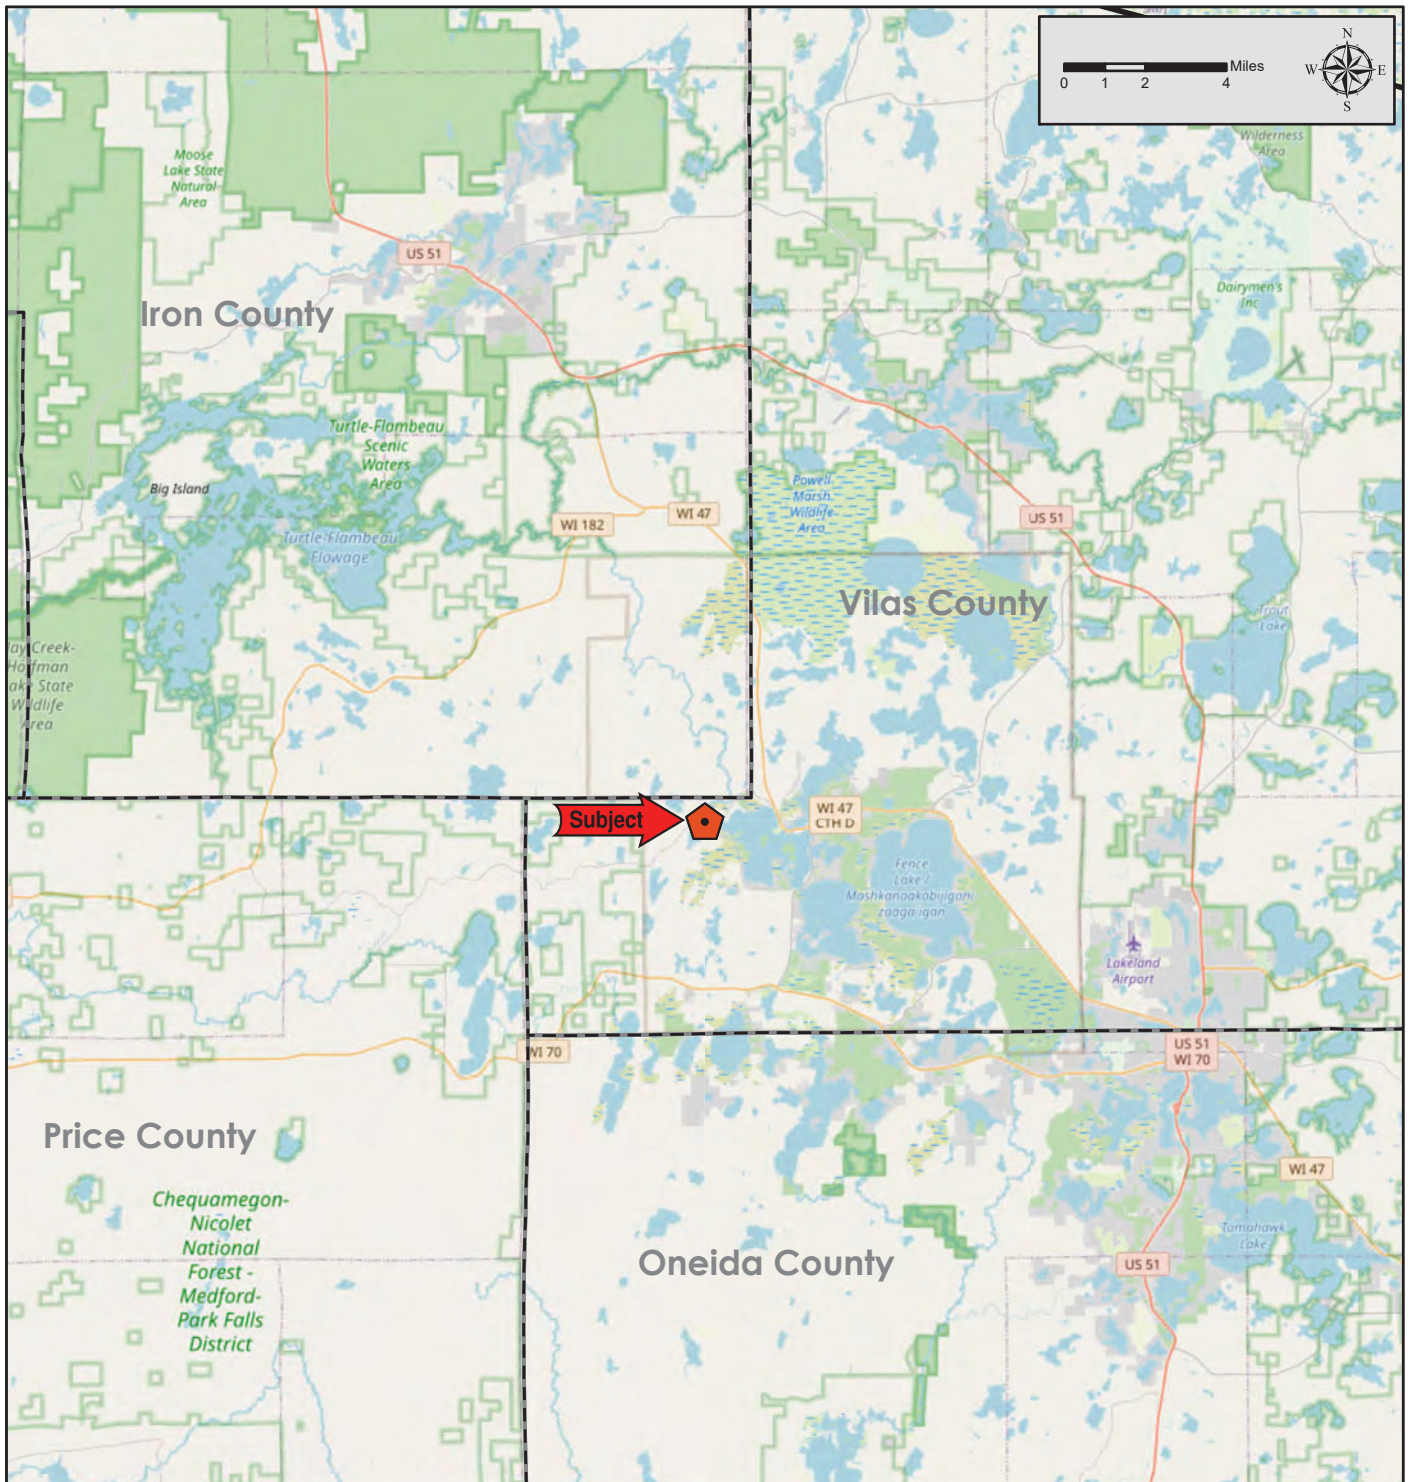 N
W
E
S
Miles
0 1 2 4
Wilderness
Area
Moose
Lake State
Natural
Area
US 51
Iron County
Dairymen's
Inc
Turtle-Flambeau
Scenic
Waters
Area
Big Island
Powell
Marsh
Wildlife
Area
WI 182
WI 47
US 51
Turtle-Flambeau
Flowage
Vilas County
Trout
Lake
ay Creek-
Hoffman
ake State
Wildlife
Area
Subject
WI 47
CTH D
Fence
Lake /
Mashkanaakobijigani
zaaga'igan
Lakeland
Airport
WI 70
US 51
WI 70
Price County
WI 47
Chequamegon-
Nicolet
National
Forest -
Medford-
Park Falls
District
Tomahawk
Lake
Oneida County
US 51